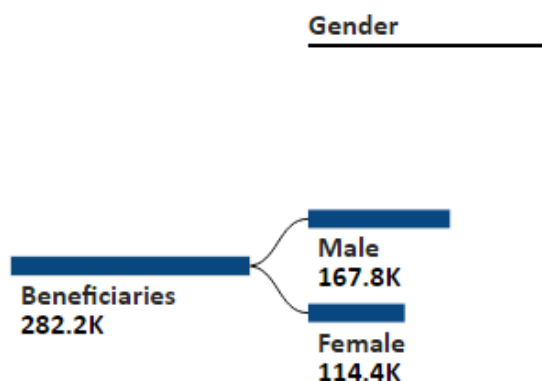 Gender
Male
167.8K
Beneficiaries
282.2K
Female
114.4K